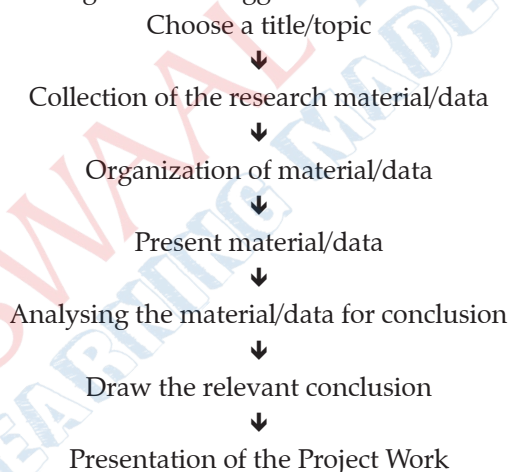 Choose a title/topic
↓
Collection of the research material/data
↓
Organization of material/data
↓
Present material/data
↓
Analysing the material/data for conclusion
↓
Draw the relevant conclusion
↓
Presentation of the Project Work